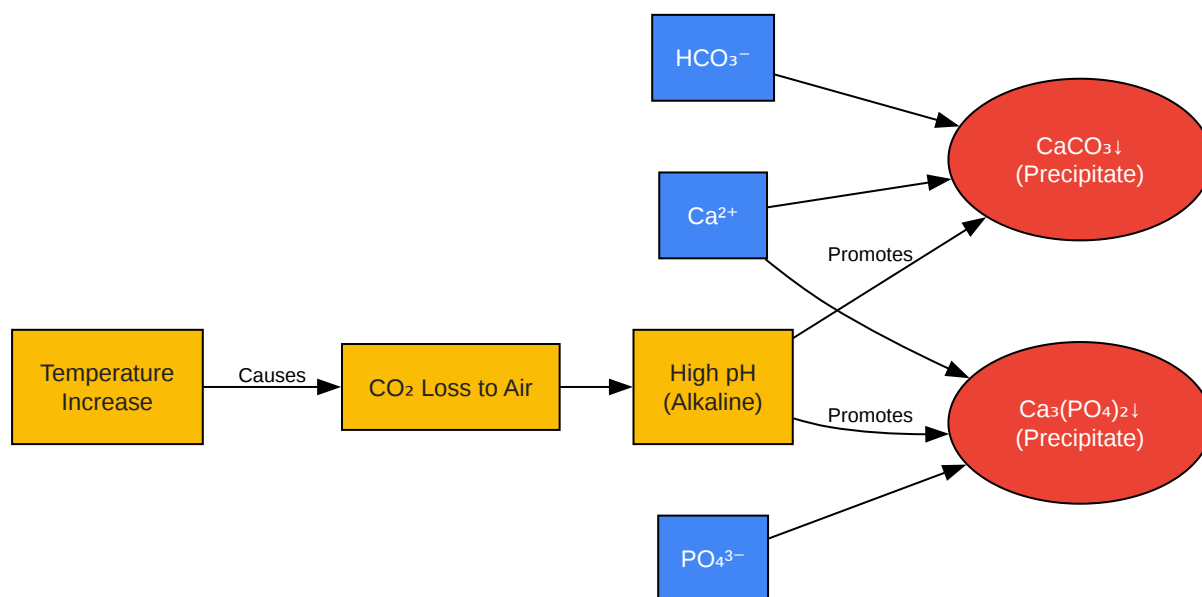 HCO₃⁻
CaCO₃↓
(Precipitate)
Ca²⁺
Promotes
Temperature
Increase
Causes
CO₂ Loss to Air
High pH
(Alkaline)
Promotes
Ca₃(PO₄)₂↓
(Precipitate)
PO₄³⁻